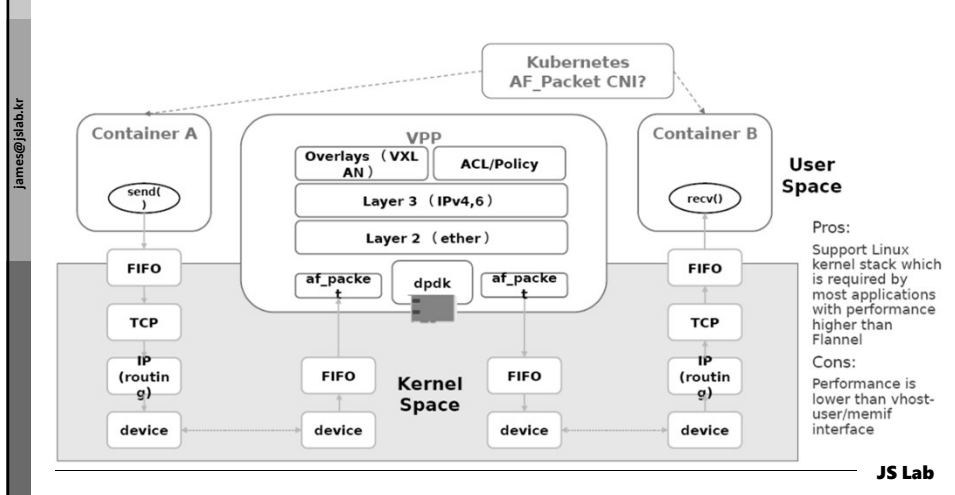 james@jslab.kr
Kubernetes
AF_Packet CNI?
Container A
send(
)
VPP
Overlays （VXL
AN）
ACL/Policy
Layer 3 （IPv4,6）
Layer 2 （ether）
af_packe
t
dpdk
af_packe
t
Container B
recv()
User
Space
FIFO
TCP
IP
(routin
g)
device
FIFO
device
Kernel
Space
FIFO
device
FIFO
TCP
IP
(routin
g)
device
Pros:
Support Linux
kernel stack which
is required by
most applications
with performance
higher than
Flannel
Cons:
Performance is
lower than vhost-
user/memif
interface
JS Lab